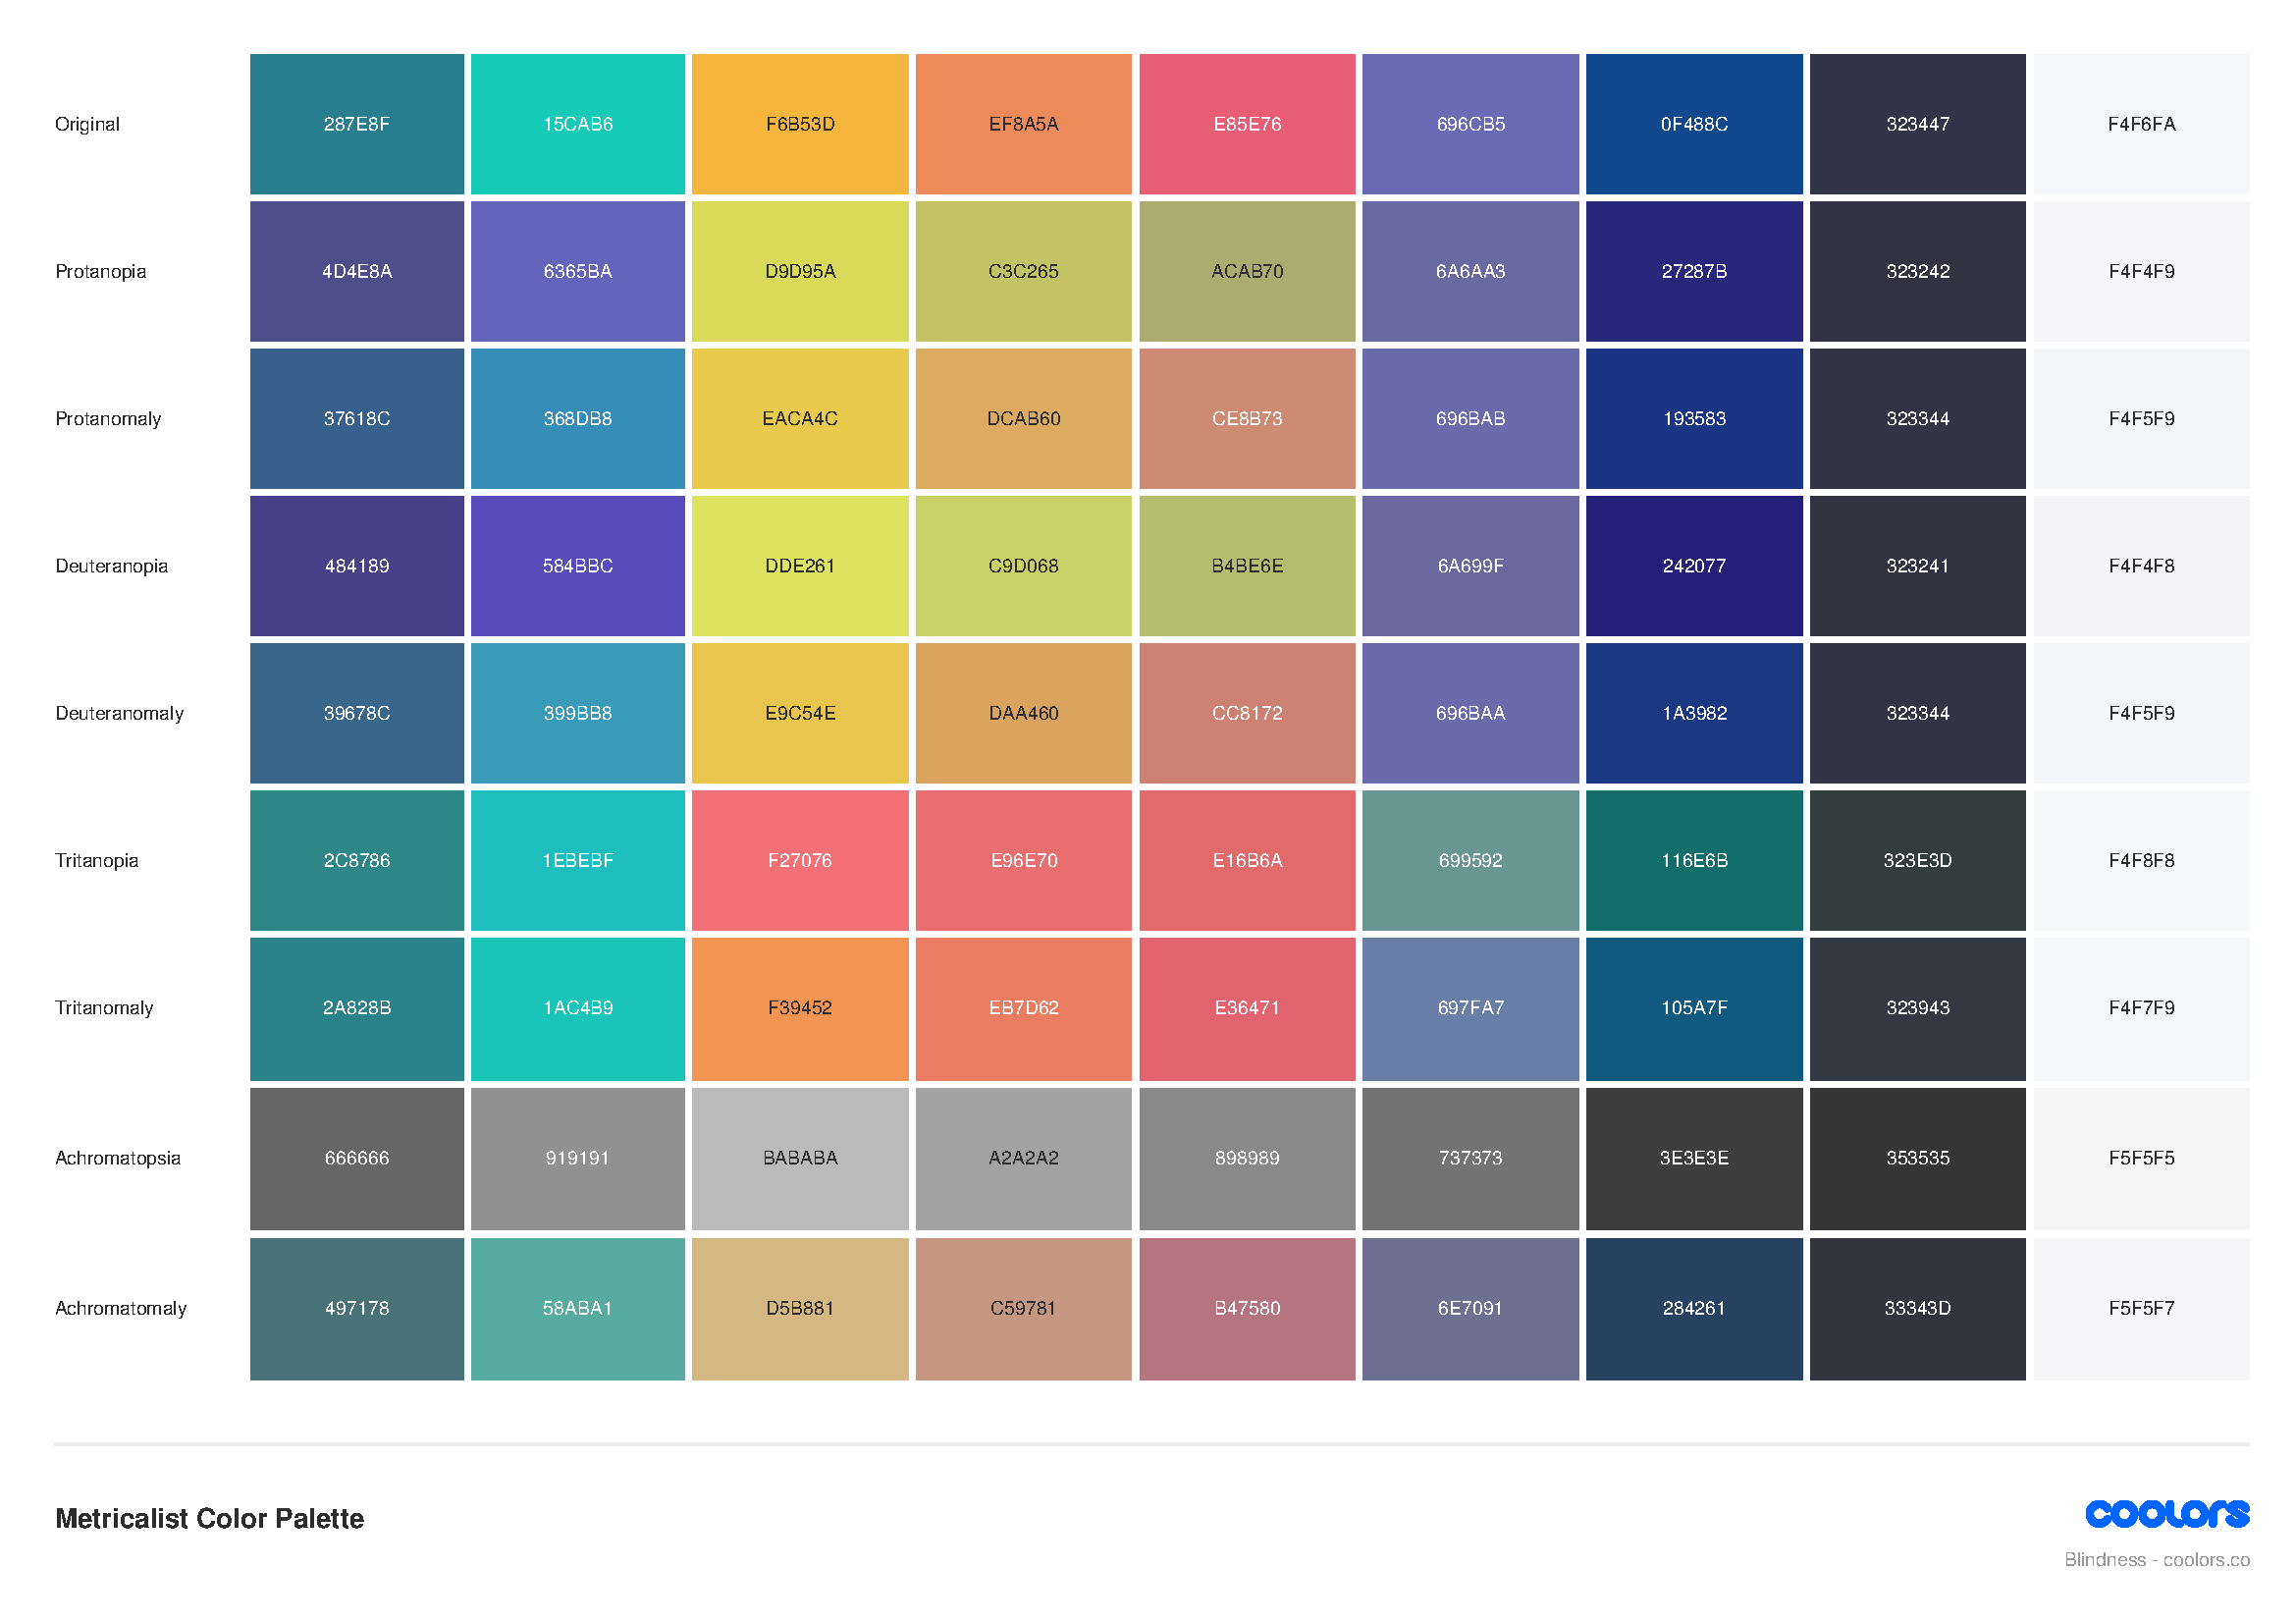 Original 287E8F 15CAB6 F6B53D EF8A5A E85E76 696CB5 0F488C 323447 F4F6FA
Protanopia 4D4E8A 6365BA D9D95A C3C265 ACAB70 6A6AA3 27287B 323242 F4F4F9
Protanomaly 37618C 368DB8 EACA4C DCAB60 CE8B73 696BAB 193583 323344 F4F5F9
Deuteranopia 484189 584BBC DDE261 C9D068 B4BE6E 6A699F 242077 323241 F4F4F8
Deuteranomaly 39678C 399BB8 E9C54E DAA460 CC8172 696BAA 1A3982 323344 F4F5F9
Tritanopia 2C8786 1EBEBF F27076 E96E70 E16B6A 699592 116E6B 323E3D F4F8F8
Tritanomaly 2A828B 1AC4B9 F39452 EB7D62 E36471 697FA7 105A7F 323943 F4F7F9
Achromatopsia 666666 919191 BABABA A2A2A2 898989 737373 3E3E3E 353535 F5F5F5
Achromatomaly 497178 58ABA1 D5B881 C59781 B47580 6E7091 284261 33343D F5F5F7
Metricalist Color Palette
coolors
Blindness - coolors.co